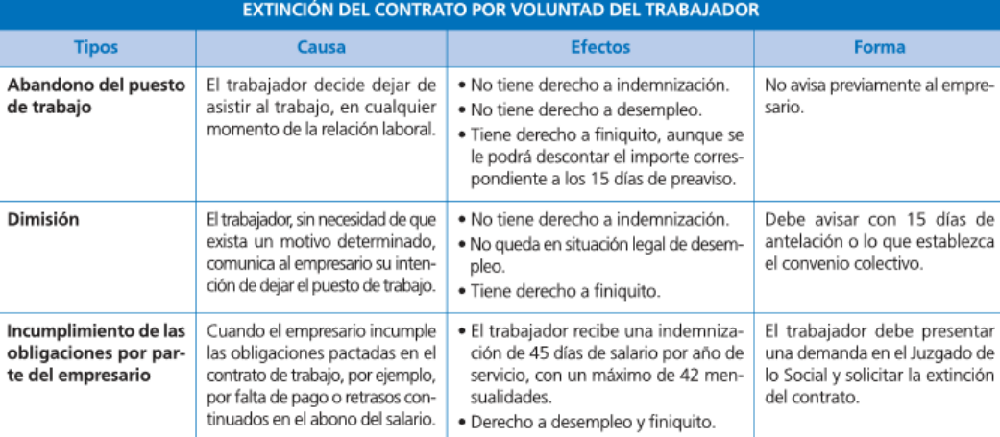 EXTINCIÓN DEL CONTRATO POR VOLUNTAD DEL TRABAJADOR
Tipos
Causa
Efectos
Forma
Abandono del puesto
de trabajo
El trabajador decide dejar de
asistir al trabajo, en cualquier
momento de la relación laboral.
• No tiene derecho a indemnización.
• No tiene derecho a desempleo.
• Tiene derecho a finiquito, aunque se
le podrá descontar el importe corres-
pondiente a los 15 días de preaviso.
No avisa previamente al empre-
sario.
Dimisión
El trabajador, sin necesidad de que
exista un motivo determinado,
comunica al empresario su inten-
ción de dejar el puesto de trabajo.
• No tiene derecho a indemnización.
• No queda en situación legal de desem-
pleo.
• Tiene derecho a finiquito.
Debe avisar con 15 días de
antelación o lo que establezca
el convenio colectivo.
Incumplimiento de las
obligaciones por par-
te del empresario
Cuando el empresario incumple
las obligaciones pactadas en el
contrato de trabajo, por ejemplo,
por falta de pago o retrasos con-
tinuados en el abono del salario.
• El trabajador recibe una indemniza-
ción de 45 días de salario por año de
servicio, con un máximo de 42 men-
sualidades.
• Derecho a desempleo y finiquito.
El trabajador debe presentar
una demanda en el Juzgado de
lo Social y solicitar la extinción
del contrato.